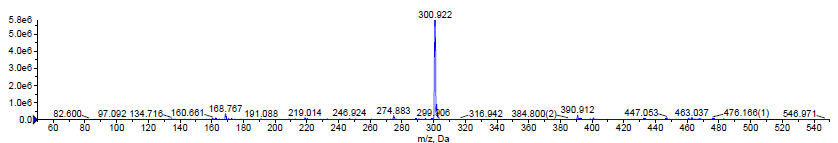 5.8e6
5.0e6
4.0e6
3.0e6
2.0e6
1.0e6
0.0
300.922
82.600 97.092 134.716 160.661 168.767 191.088 219.014 246.924 274.883 299.906 316.942 384.800(2) 390.912 447.053 463.037 476.166(1) 546.971
60 80 100 120 140 160 180 200 220 240 260 280 300 320 340 360 380 400 420 440 460 480 500 520 540
m/z, Da